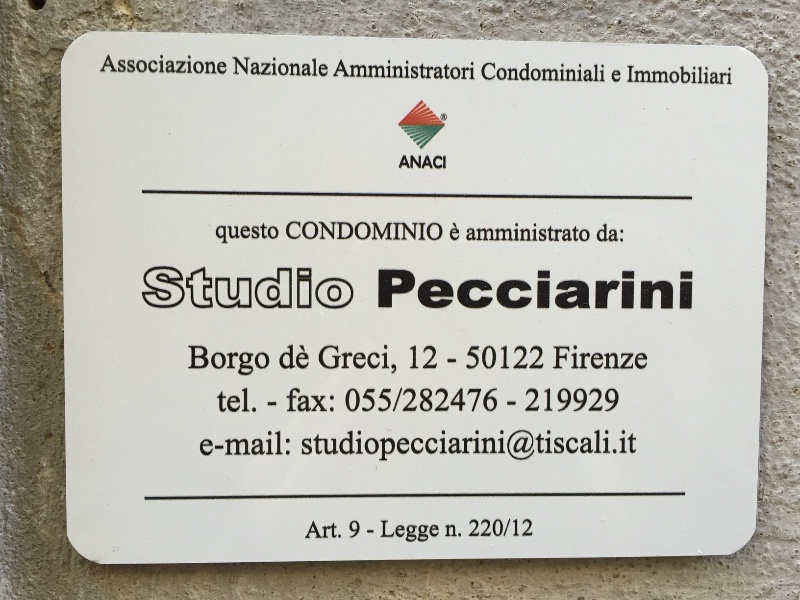 Associazione Nazionale Amministratori Condominiali e Immobiliari
®
ANACI
questo CONDOMINIO è amministrato da:
Studio Pecciarini
Borgo dè Greci, 12 - 50122 Firenze
tel. - fax: 055/282476 - 219929
e-mail: studiopecciarini@tiscali.it
Art. 9 - Legge n. 220/12